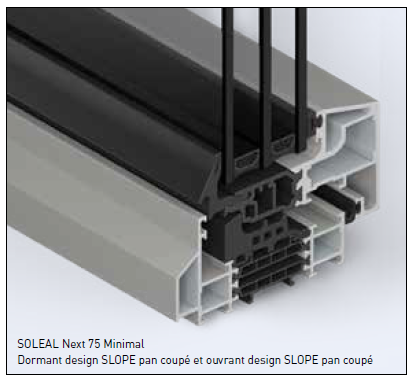 SOLEAL Next 75 Minimal
Dormant design SLOPE pan coupé et ouvrant design SLOPE pan coupé